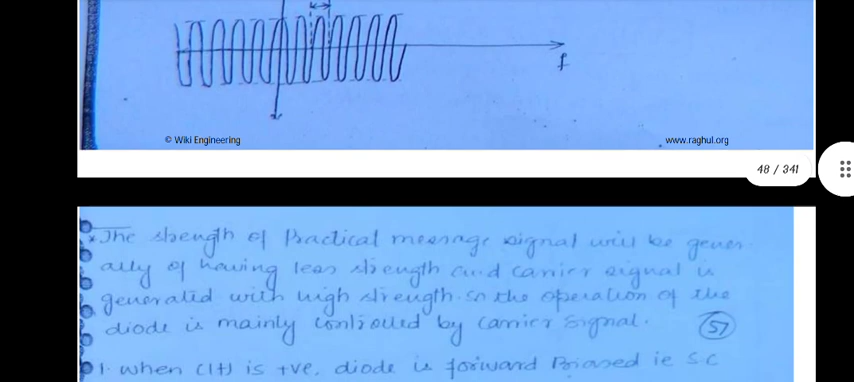 f
© Wiki Engineering
www.raghul.org
48 / 341
* The strength of Practical message signal will be gener
ally of having less strength and carrier signal is
generated with high strength. so the operation of the
diode is mainly controlled by carrier signal.
57
1. when c(t) is +ve, diode is forward Biased ie S.C